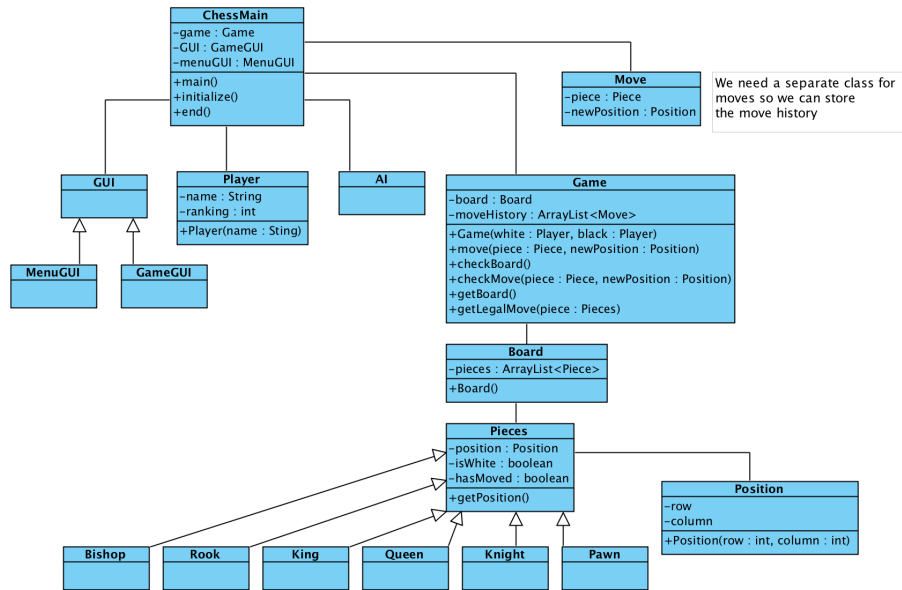 ChessMain
-game : Game
-GUI : GameGUI
-menuGUI : MenuGUI
+main()
+initialize()
+end()
Move
-piece : Piece
-newPosition : Position
We need a separate class for
moves so we can store
the move history
GUI
Player
-name : String
-ranking : int
+Player(name : Sting)
AI
Game
-board : Board
-moveHistory : ArrayList<Move>
+Game(white : Player, black : Player)
+move(piece : Piece, newPosition : Position)
+checkBoard()
+checkMove(piece : Piece, newPosition : Position)
+getBoard()
+getLegalMove(piece : Pieces)
MenuGUI
GameGUI
Board
-pieces : ArrayList<Piece>
+Board()
Pieces
-position : Position
-isWhite : boolean
-hasMoved : boolean
+getPosition()
Position
-row
-column
+Position(row : int, column : int)
Bishop
Rook
King
Queen
Knight
Pawn